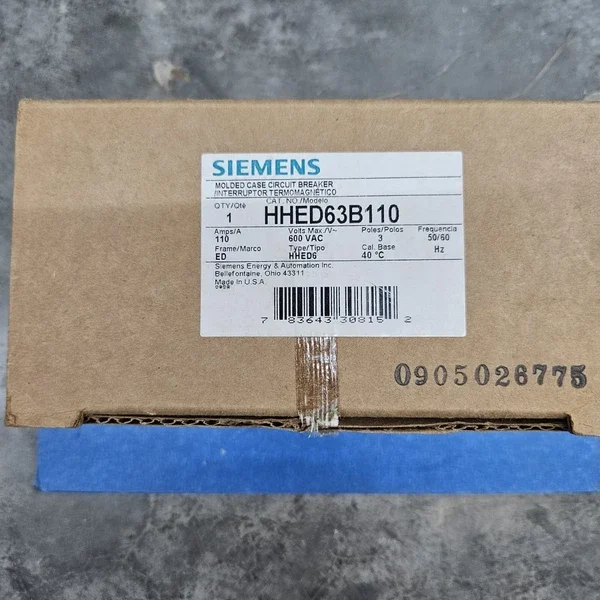 SIEMENS
MOLDED CASE CIRCUIT BREAKER
/INTERRUPTOR TERMOMAGNÉTICO
QTY/Qté CAT. NO./Modelo
1 HHED63B110
Amps/A Volts Max./V~ Poles/Polos Frequencia
110 600 VAC 3 50/60
Frame/Marco Type/Tipo Cal. Base Hz
ED HHED6 40 °C
Siemens Energy & Automation Inc.
Bellefontaine, Ohio 43311
Made In U.S.A.
0909
7 83643 30815 2
0905026775